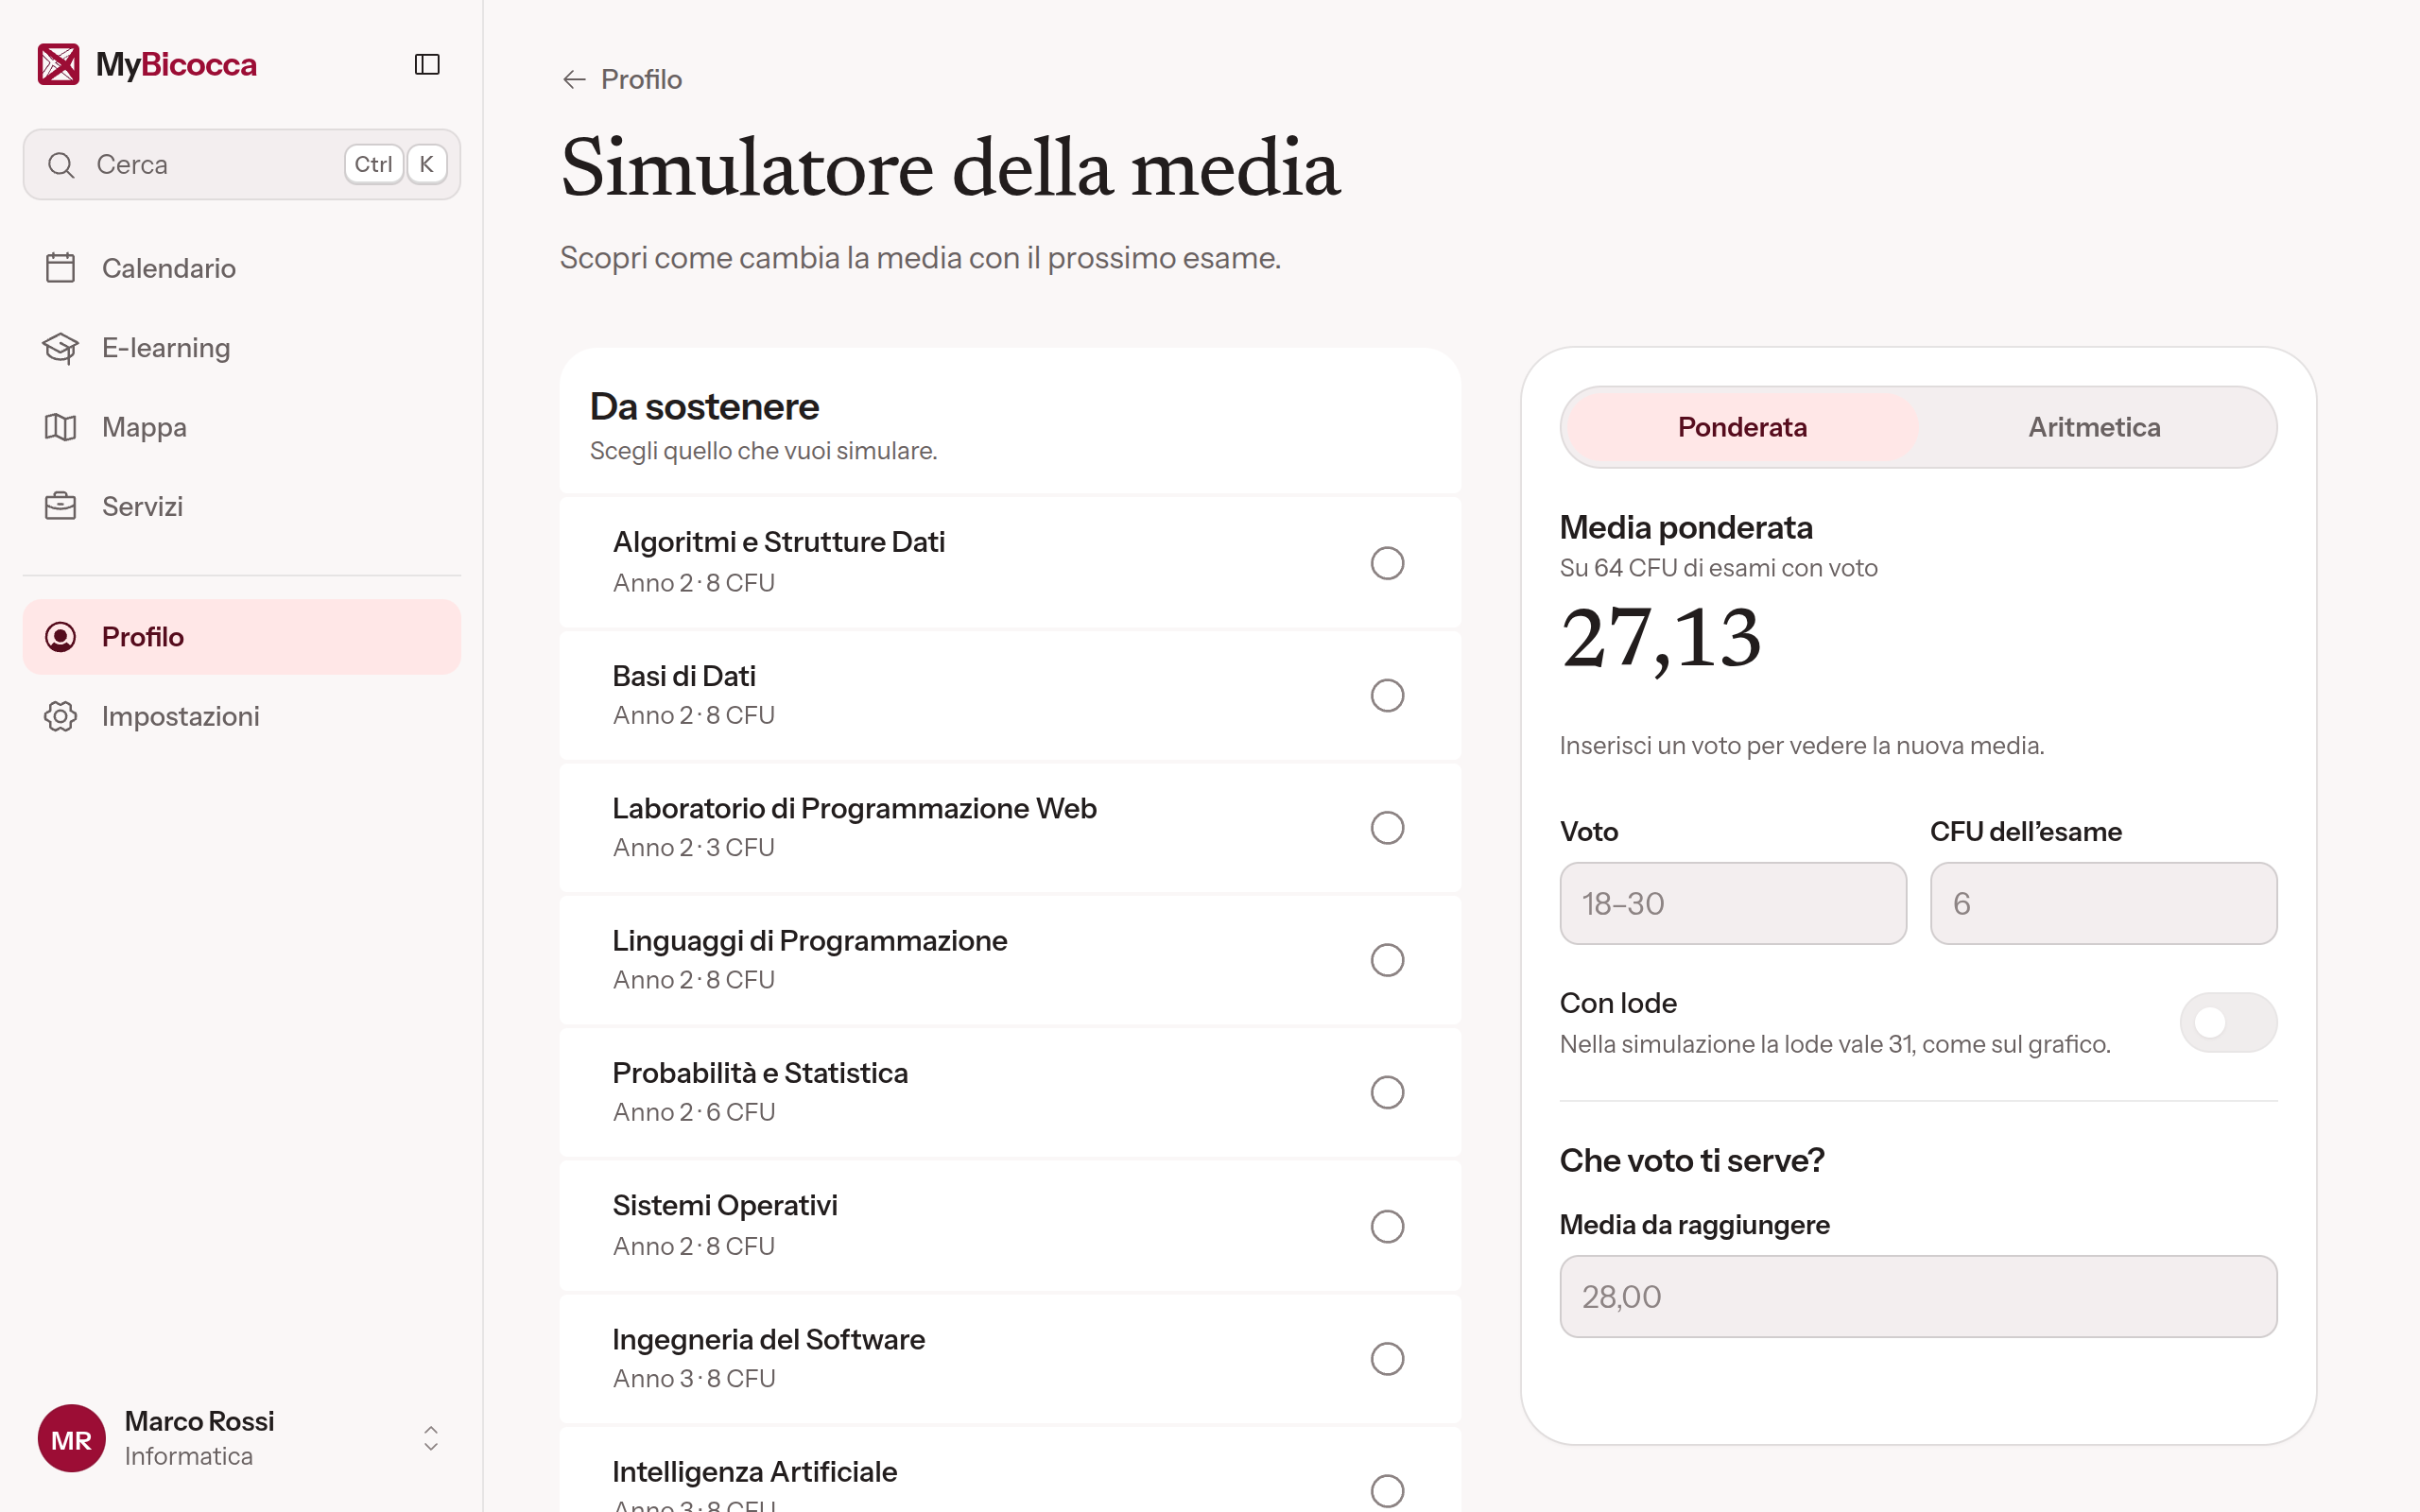 MyBicocca
Cerca
Ctrl K
Calendario
E-learning
Mappa
Servizi
Profilo
Impostazioni
MR
Marco Rossi
Informatica
← Profilo
Simulatore della media
Scopri come cambia la media con il prossimo esame.
Da sostenere
Scegli quello che vuoi simulare.
Algoritmi e Strutture Dati
Anno 2 · 8 CFU
Basi di Dati
Anno 2 · 8 CFU
Laboratorio di Programmazione Web
Anno 2 · 3 CFU
Linguaggi di Programmazione
Anno 2 · 8 CFU
Probabilità e Statistica
Anno 2 · 6 CFU
Sistemi Operativi
Anno 2 · 8 CFU
Ingegneria del Software
Anno 3 · 8 CFU
Intelligenza Artificiale
Anno 3 · 8 CFU
Ponderata
Aritmetica
Media ponderata
Su 64 CFU di esami con voto
27,13
Inserisci un voto per vedere la nuova media.
Voto
CFU dell’esame
18–30
6
Con lode
Nella simulazione la lode vale 31, come sul grafico.
Che voto ti serve?
Media da raggiungere
28,00